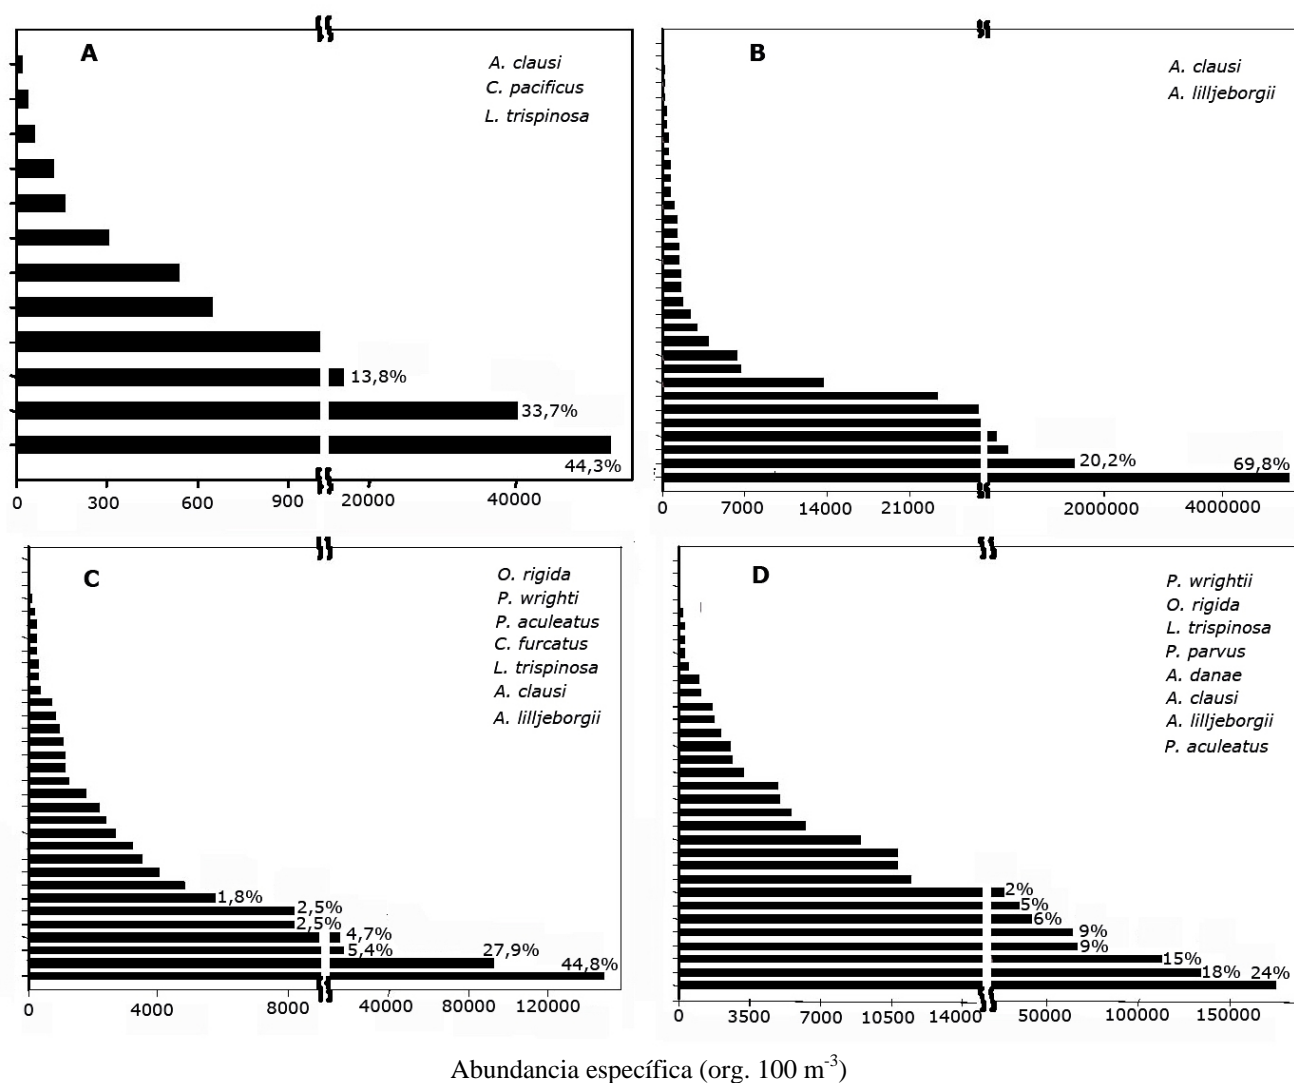 A
A. clausi
C. pacificus
L. trispinosa
13,8%
33,7%
44,3%
0 300 600 900 20000 40000
B
A. clausi
A. lilljeborgii
20,2%
69,8%
0 7000 14000 21000 2000000 4000000
C
O. rigida
P. wrighti
P. aculeatus
C. furcatus
L. trispinosa
A. clausi
A. lilljeborgii
1,8%
2,5%
2,5%
4,7%
5,4%
27,9%
44,8%
0 4000 8000 40000 80000 120000
D
P. wrightii
O. rigida
L. trispinosa
P. parvus
A. danae
A. clausi
A. lilljeborgii
P. aculeatus
2%
5%
6%
9%
9%
15%
18% 24%
0 3500 7000 10500 14000 50000 100000 150000
Abundancia específica (org. 100 m⁻³)